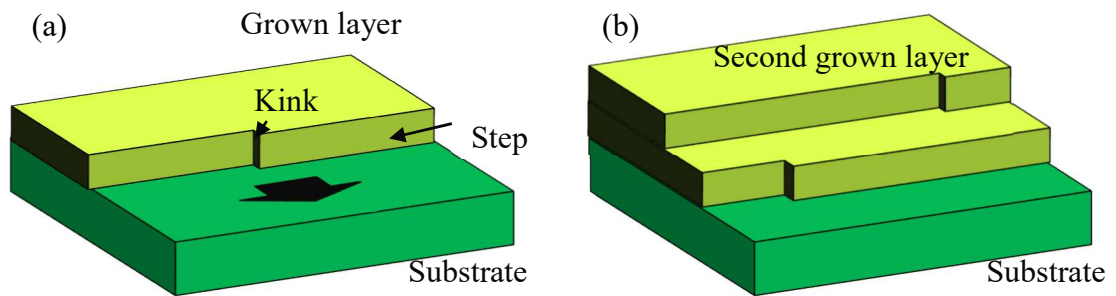 (a)
Grown layer
Kink
Step
Substrate
(b)
Second grown layer
Substrate